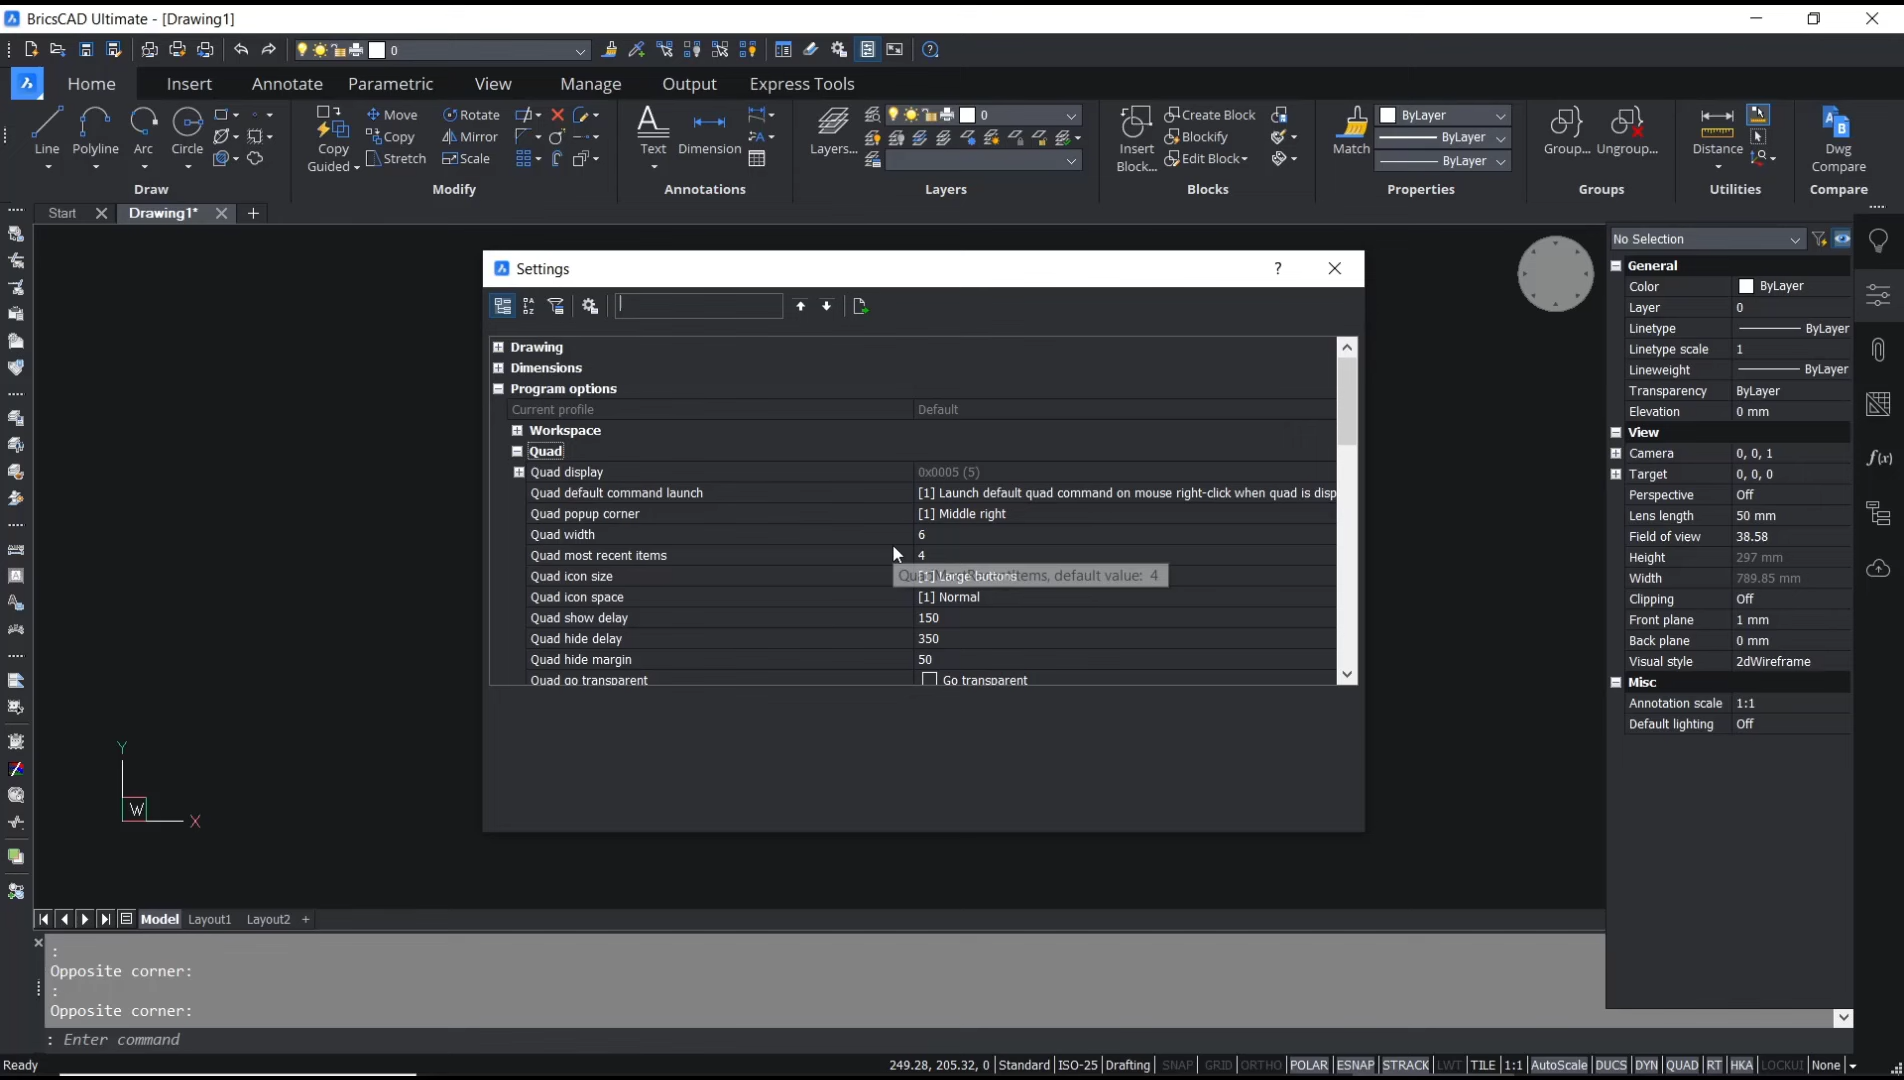 BricsCAD Ultimate - [Drawing1]
0
Home Insert Annotate Parametric View Manage Output Express Tools
Line Polyline Arc Circle
Draw
Copy Guided
Move Copy Stretch
Rotate Mirror Scale
Modify
Text Dimension
Annotations
Layers...
0
Layers
Insert Block...
Create Block
Blockify
Edit Block
Blocks
Match
ByLayer
ByLayer
ByLayer
Properties
Group... Ungroup...
Groups
Distance
Utilities
Dwg Compare
Compare
Start Drawing1*
Settings
Drawing
Dimensions
Program options
Current profile Default
Workspace
Quad
Quad display 0x0005 (5)
Quad default command launch [1] Launch default quad command on mouse right-click when quad is disp
Quad popup corner [1] Middle right
Quad width 6
Quad most recent items 4
Quad icon size [1] Large buttons
items, default value: 4
Quad icon space [1] Normal
Quad show delay 150
Quad hide delay 350
Quad hide margin 50
Quad go transparent Go transparent
No Selection
General
Color ByLayer
Layer 0
Linetype ByLayer
Linetype scale 1
Lineweight ByLayer
Transparency ByLayer
Elevation 0 mm
View
Camera 0, 0, 1
Target 0, 0, 0
Perspective Off
Lens length 50 mm
Field of view 38.58
Height 297 mm
Width 789.85 mm
Clipping Off
Front plane 1 mm
Back plane 0 mm
Visual style 2dWireframe
Misc
Annotation scale 1:1
Default lighting Off
f(x)
Y
W
X
Model Layout1 Layout2 +
:
Opposite corner:
:
Opposite corner:
: Enter command
Ready 249.28, 205.32, 0 Standard ISO-25 Drafting SNAP GRID ORTHO POLAR ESNAP STRACK LWT TILE 1:1 AutoScale DUCS DYN QUAD RT HKA LOCKUI None